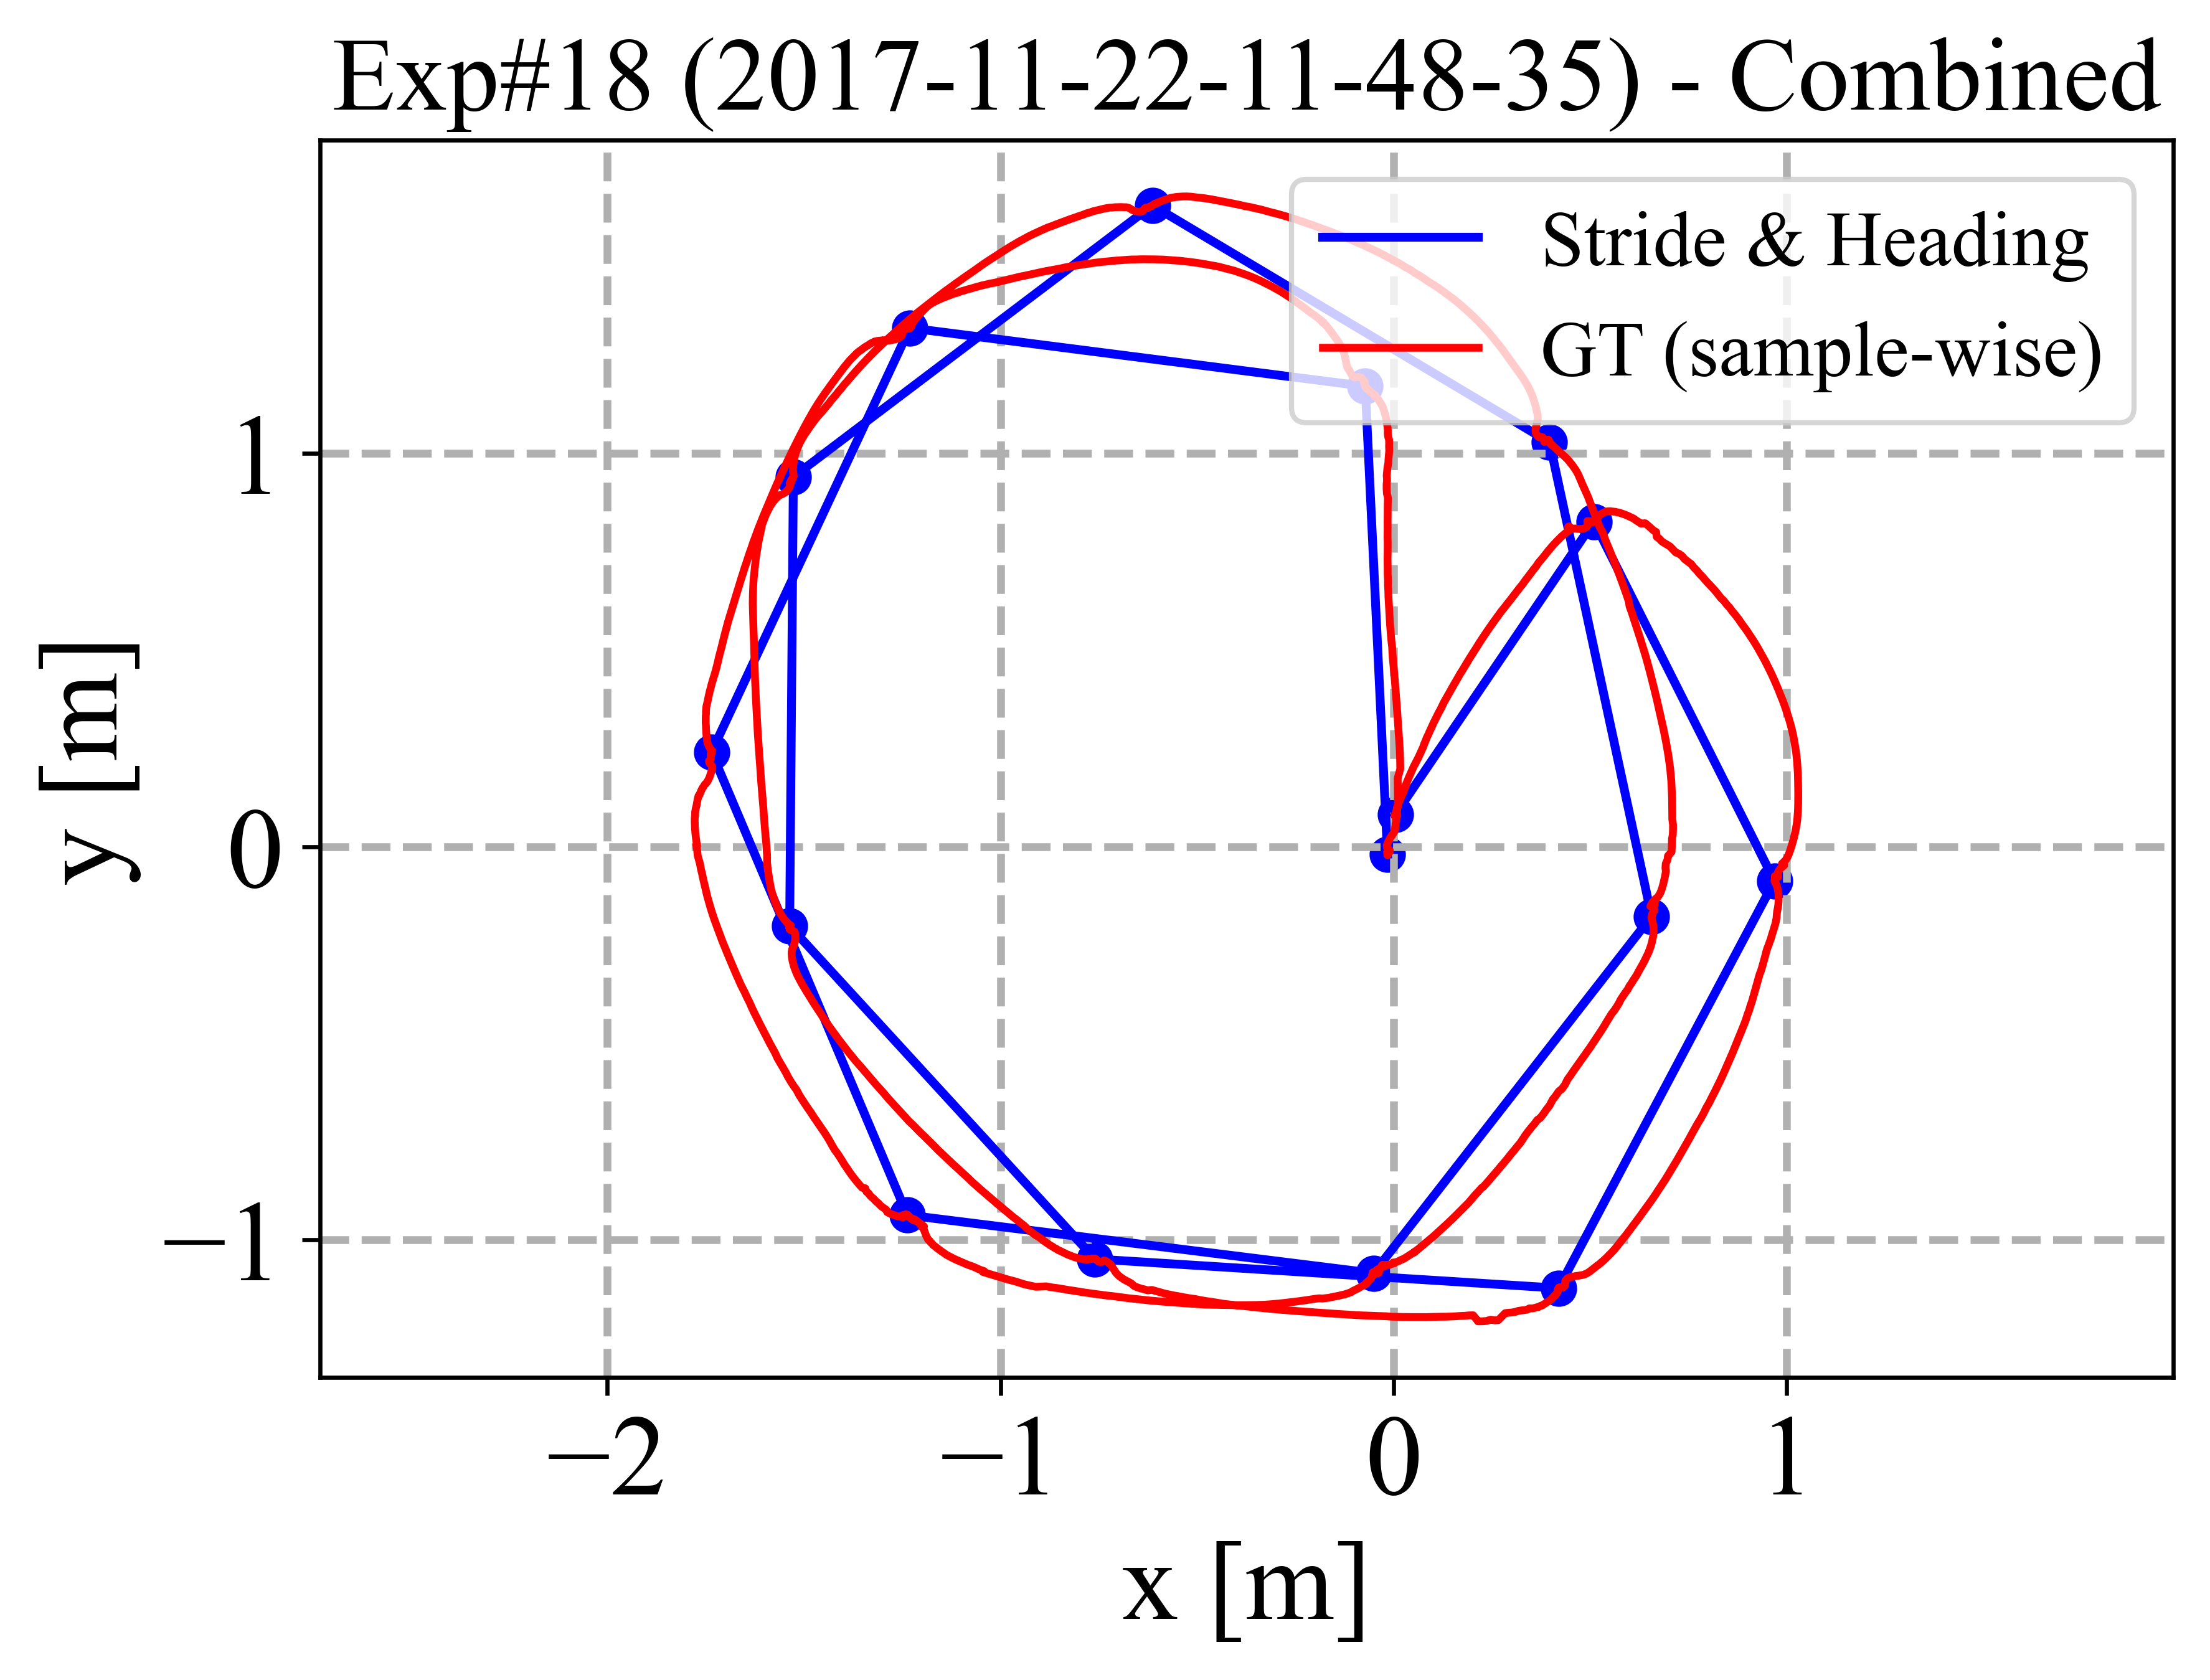 Exp#18 (2017-11-22-11-48-35) - Combined
Stride & Heading
GT (sample-wise)
1
0
−1
y [m]
−2
−1
0
1
x [m]